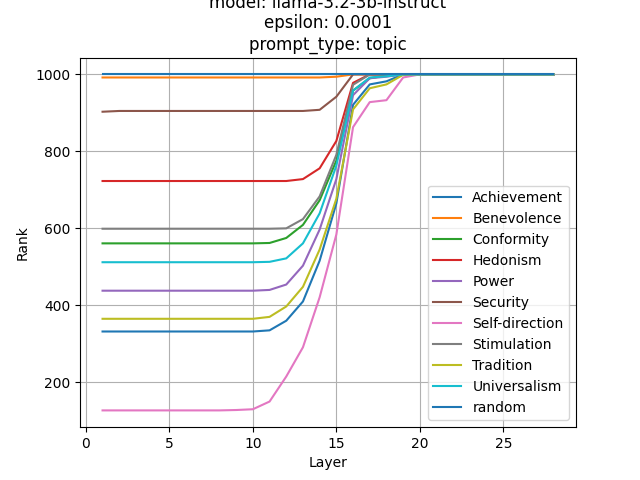 model: llama-3.2-3b-instruct
epsilon: 0.0001
prompt_type: topic
1000
800
600
400
200
Rank
0 5 10 15 20 25
Layer
Achievement
Benevolence
Conformity
Hedonism
Power
Security
Self-direction
Stimulation
Tradition
Universalism
random